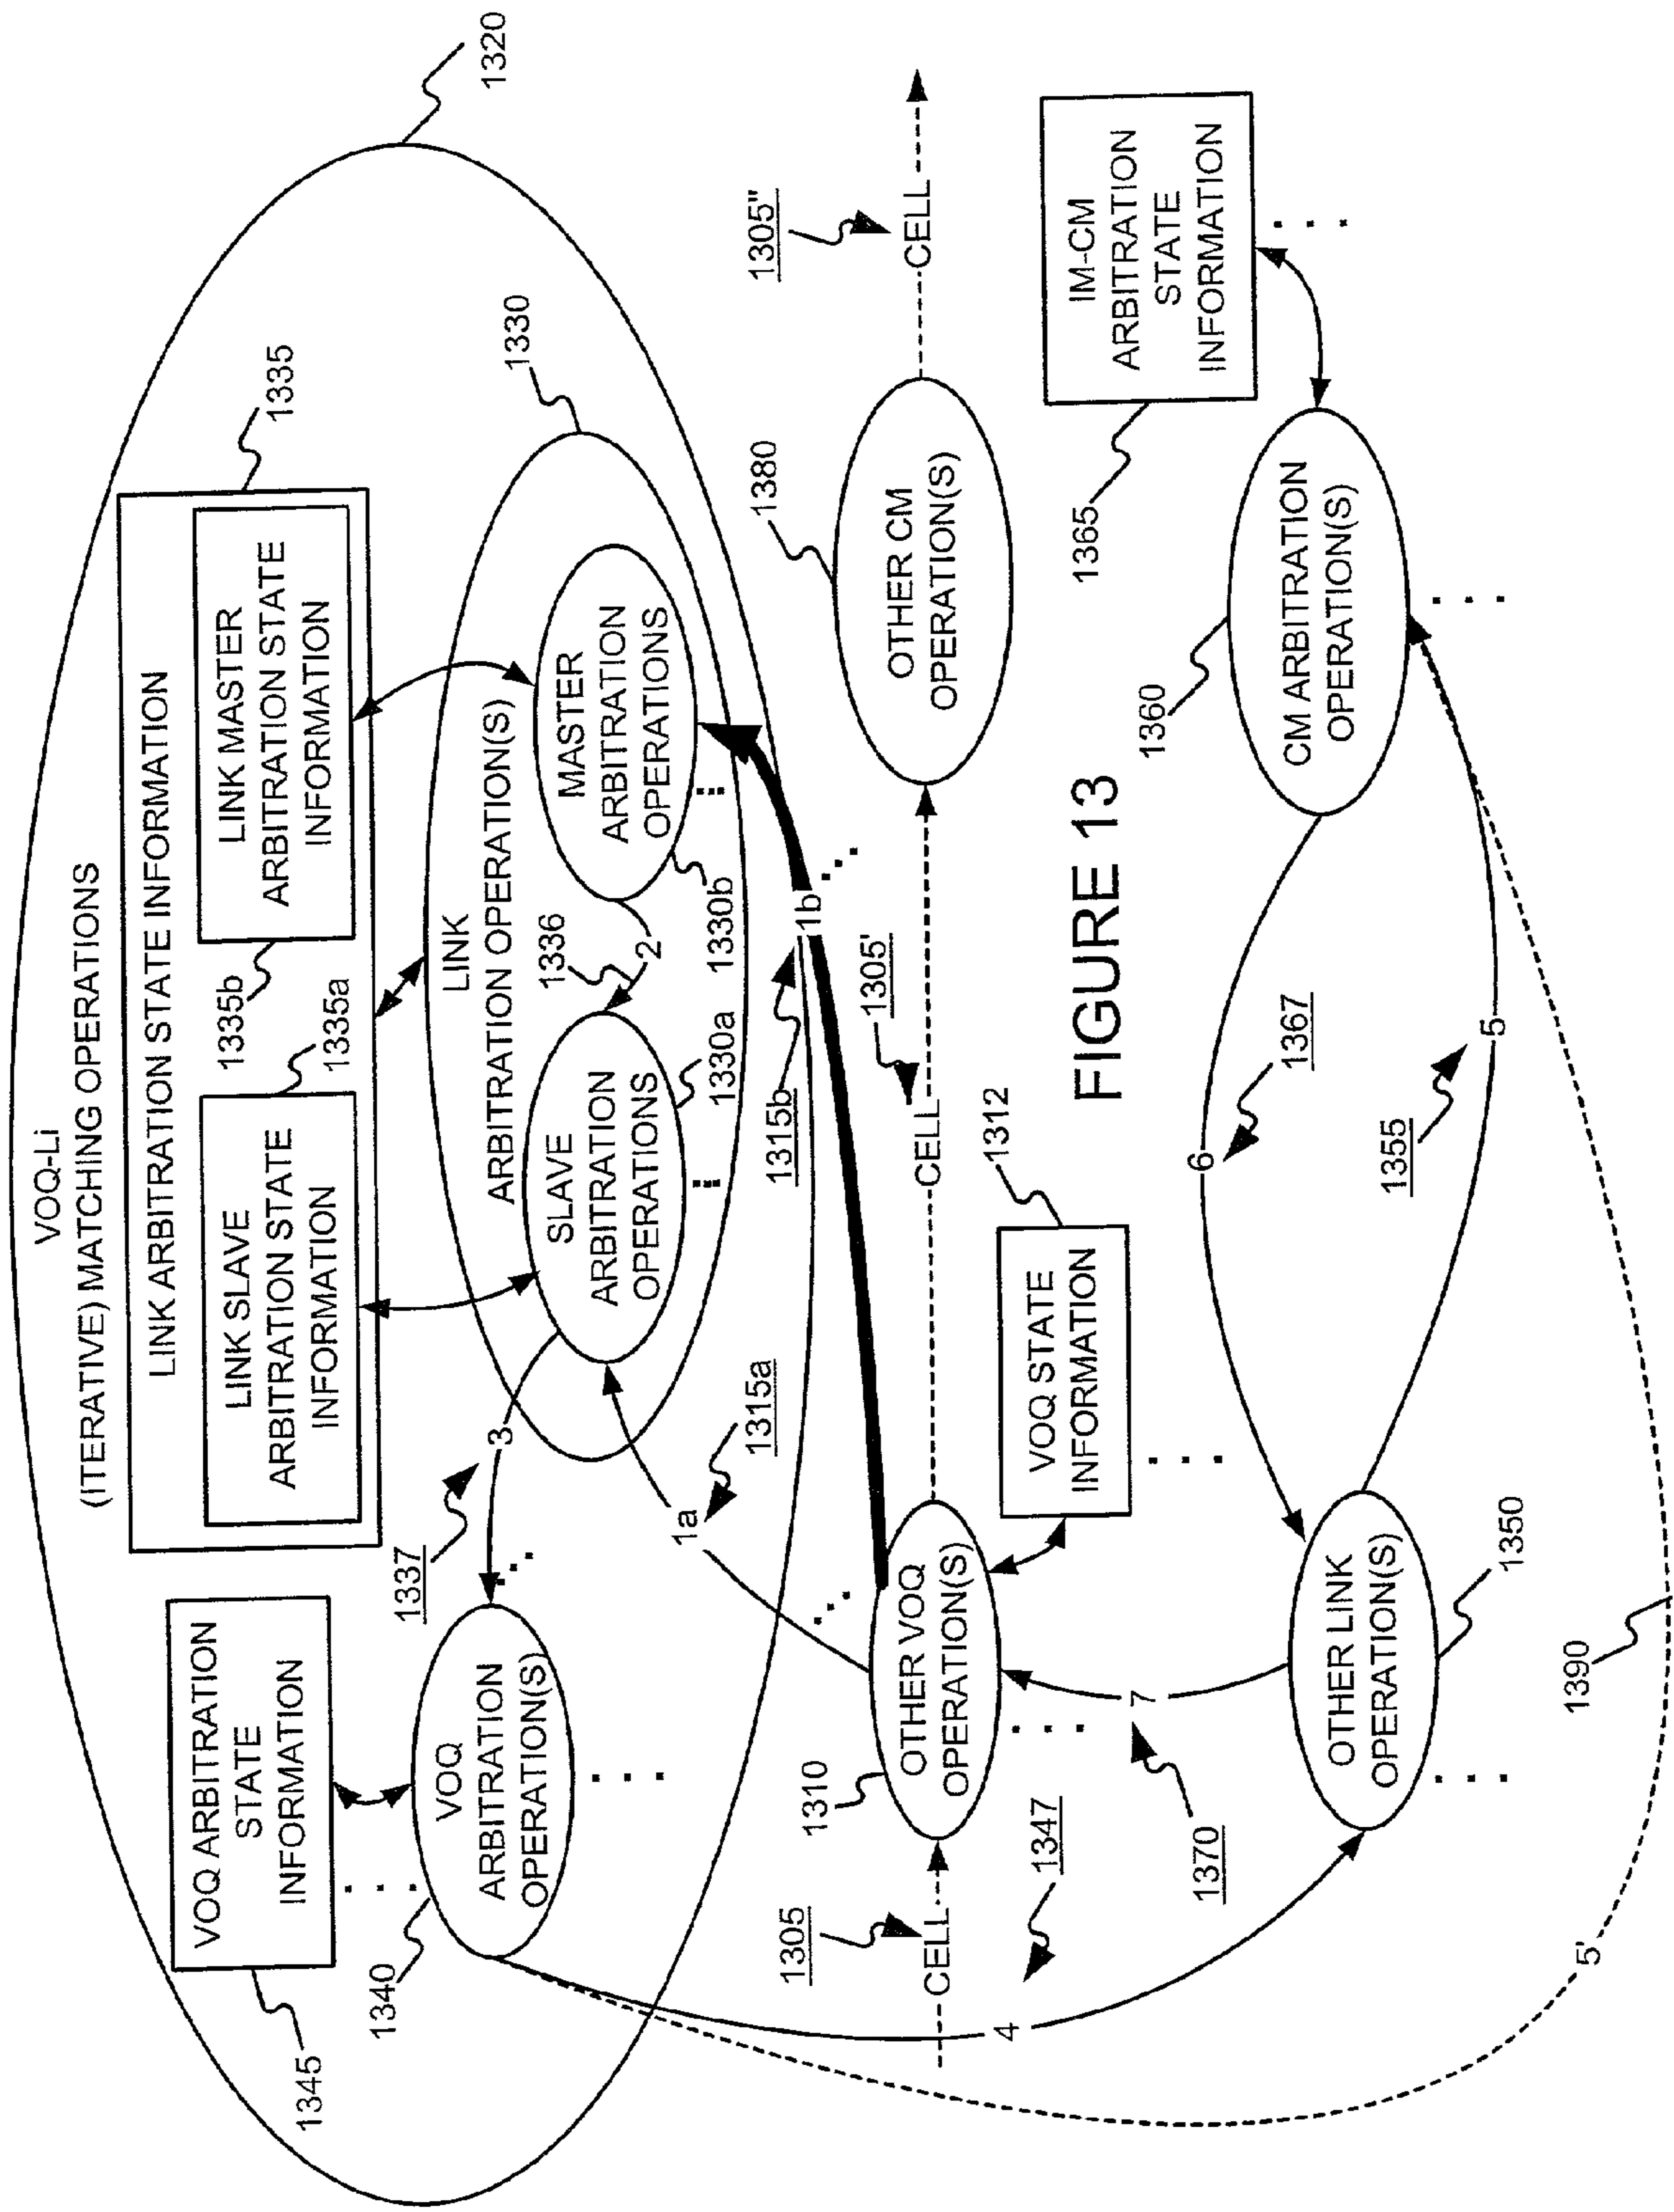 VOQ-Li
(ITERATIVE) MATCHING OPERATIONS
1320
LINK ARBITRATION STATE INFORMATION
1335
LINK SLAVE
ARBITRATION STATE
INFORMATION
1335a
LINK MASTER
ARBITRATION STATE
INFORMATION
1335b
VOQ ARBITRATION
STATE
INFORMATION
1345
VOQ
ARBITRATION
OPERATION(S)
1340
1337
3
LINK
ARBITRATION OPERATION(S)
1330
SLAVE
ARBITRATION
OPERATIONS
1330a
1336
2
MASTER
ARBITRATION
OPERATIONS
1330b
1a
1315a
1315b
1b
1305
CELL
1310
OTHER VOQ
OPERATION(S)
CELL
1305'
1380
OTHER CM
OPERATION(S)
CELL
1305"
VOQ STATE
INFORMATION
1312
FIGURE 13
4
1347
7
1370
OTHER LINK
OPERATION(S)
1350
6
1367
5
1355
1360
CM ARBITRATION
OPERATION(S)
1365
IM-CM
ARBITRATION
STATE
INFORMATION
5'
1390